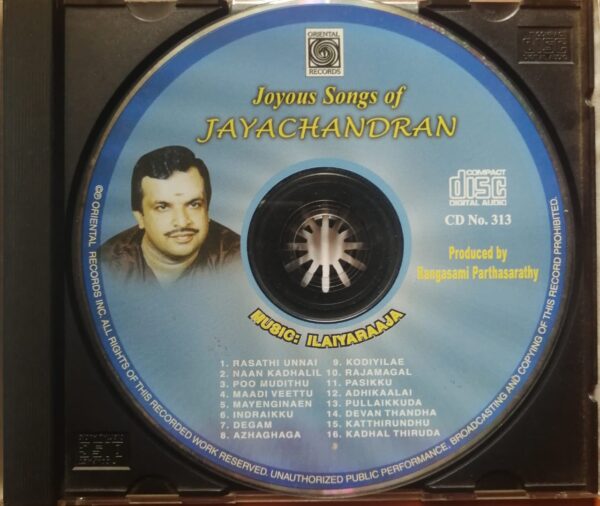 ORIENTAL
RECORDS
Joyous Songs of
JAYACHANDRAN
COMPACT
disc
DIGITAL AUDIO
CD No. 313
Produced by
Rangasami Parthasarathy
MUSIC: ILAIYARAAJA
1. RASATHI UNNAI
2. NAAN KADHALIL
3. POO MUDITHU
4. MAADI VEETTU
5. MAYENGINAEN
6. INDRAIKKU
7. DEGAM
8. AZHAGHAGA
9. KODIYILAE
10. RAJAMAGAL
11. PASIKKU
12. ADHIKAALAI
13. PULLAIKKUDA
14. DEVAN THANDHA
15. KATTHIRUNDHU
16. KADHAL THIRUDA
©℗ ORIENTAL RECORDS INC. ALL RIGHTS OF THIS RECORDED WORK RESERVED. UNAUTHORIZED PUBLIC PERFORMANCE, BROADCASTING AND COPYING OF THIS RECORD PROHIBITED.